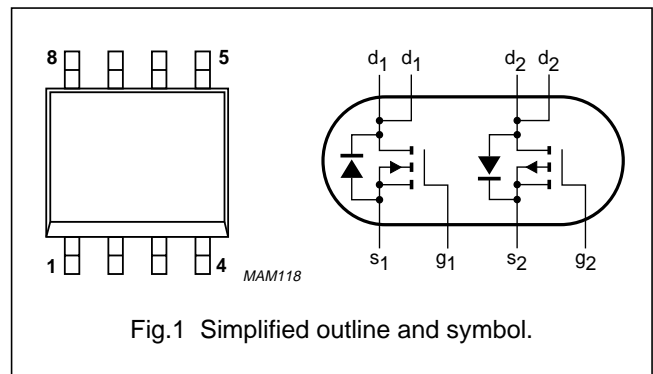 8 5
d1 d1 d2 d2
1 4
MAM118
s1 g1 s2 g2
Fig.1 Simplified outline and symbol.